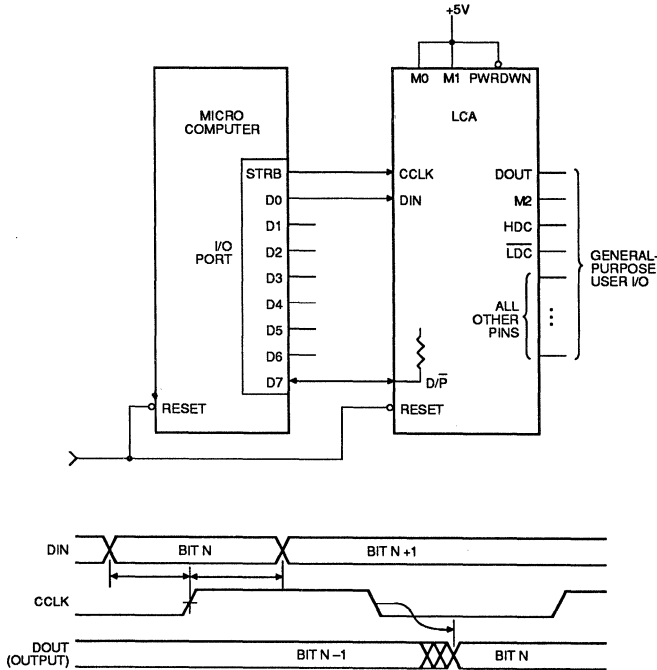 +5V
M0 M1 PWRDWN
MICRO
COMPUTER
LCA
STRB
CCLK
DOUT
D0
DIN
M2
D1
HDC
I/O
PORT
D2
LDC
GENERAL-
PURPOSE
USER I/O
D3
D4
ALL
OTHER
PINS
D5
D6
D7
D/P
RESET
RESET
DIN
BIT N
BIT N +1
CCLK
DOUT
(OUTPUT)
BIT N –1
BIT N